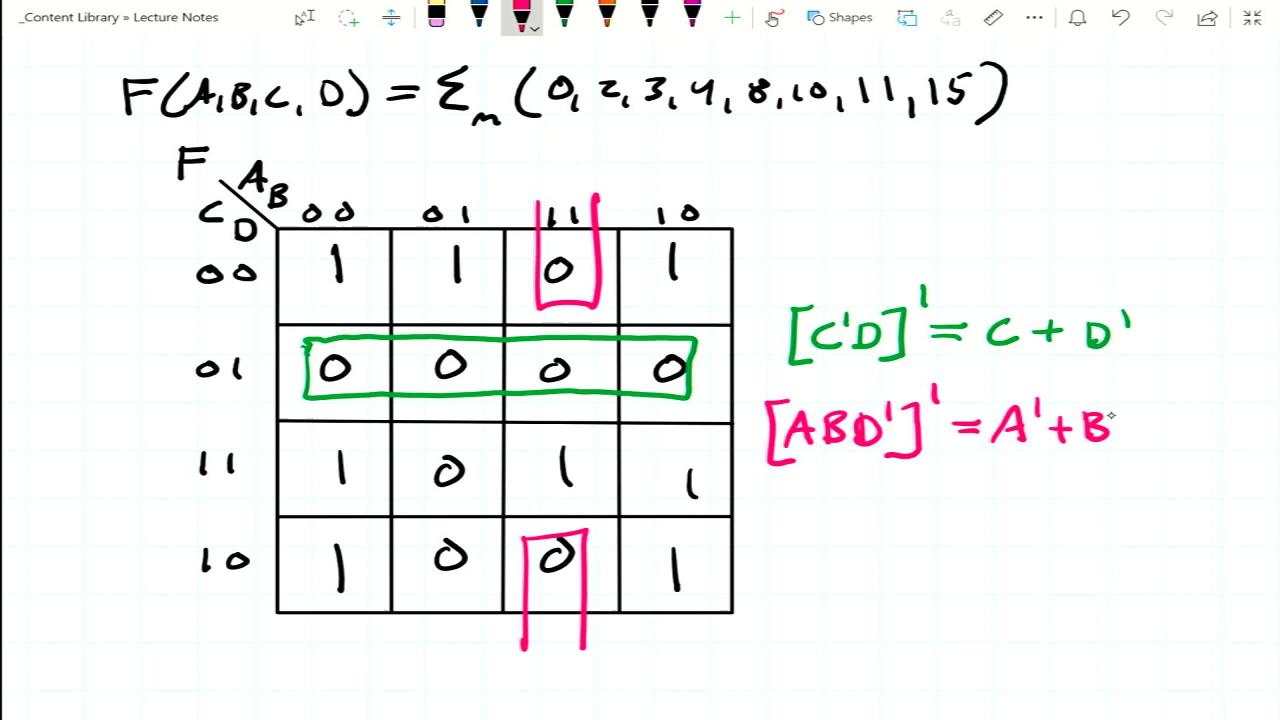 _Content Library » Lecture Notes
Shapes
F(A,B,C,D) = Σm (0,2,3,4,8,10,11,15)
F
AB
CD
00 01 11 10
00 1 1 0 1
01 0 0 0 0
11 1 0 1 1
10 1 0 0 1
[C'D]' = C + D'
[ABD']' = A' + B'